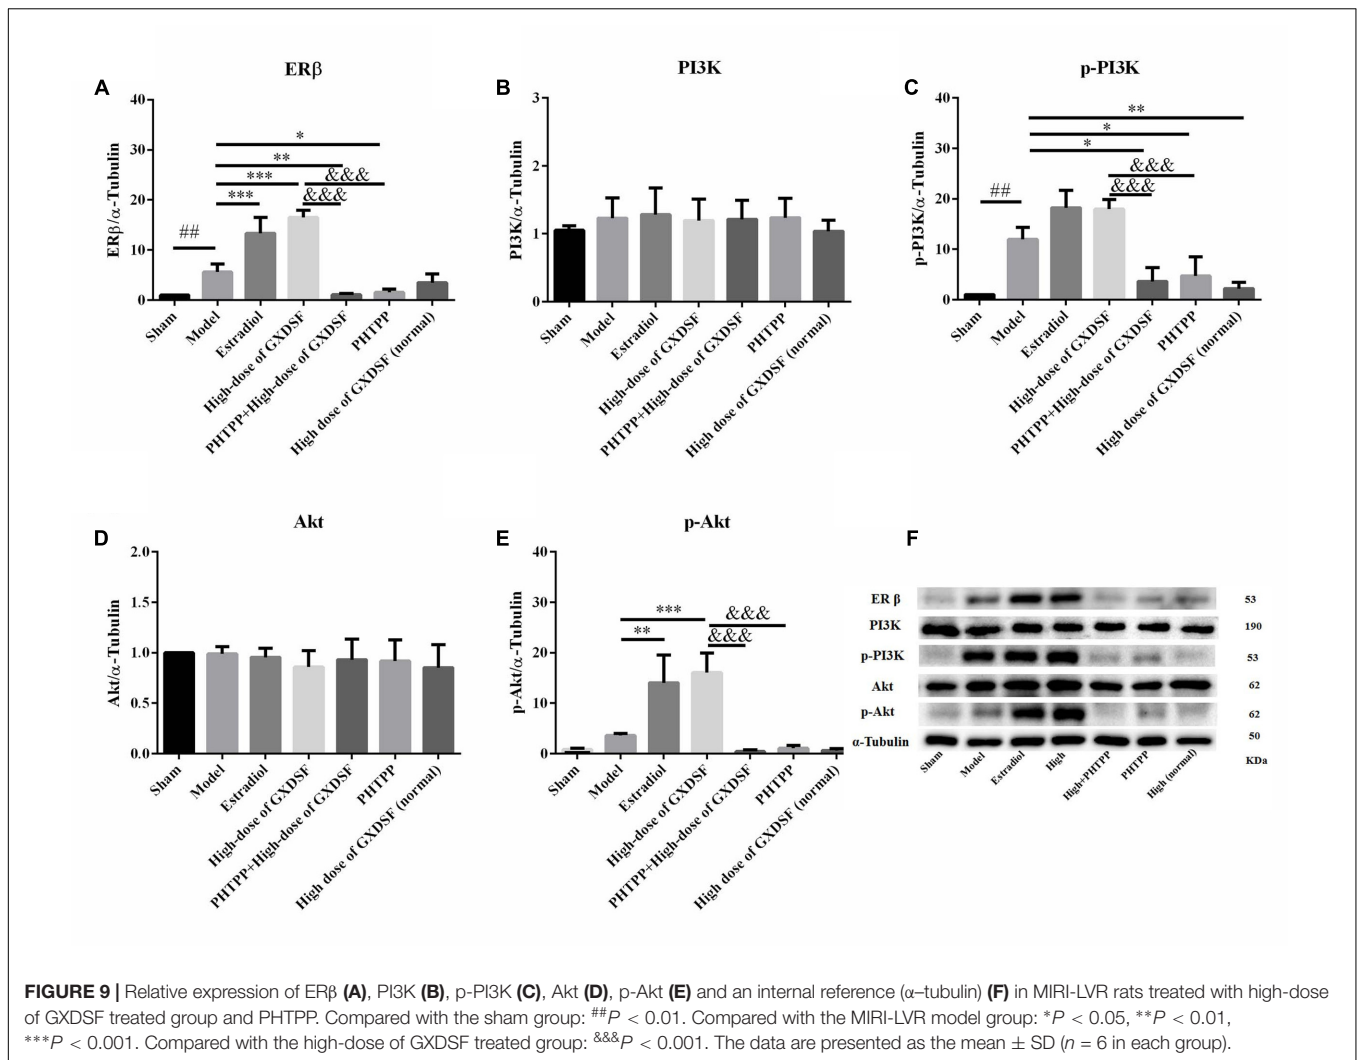 A
ERβ
ERβ/α-Tubulin
40
30
20
10
0
*
**
***
&&&
***
&&&
##
Sham
Model
Estradiol
High-dose of GXDSF
PHTPP+High-dose of GXDSF
PHTPP
High dose of GXDSF (normal)
B
PI3K
PI3K/α-Tubulin
3
2
1
0
Sham
Model
Estradiol
High-dose of GXDSF
PHTPP+High-dose of GXDSF
PHTPP
High dose of GXDSF (normal)
C
p-PI3K
p-PI3K/α-Tubulin
40
30
20
10
0
**
*
*
&&&
&&&
##
Sham
Model
Estradiol
High-dose of GXDSF
PHTPP+High-dose of GXDSF
PHTPP
High dose of GXDSF (normal)
D
Akt
Akt/α-Tubulin
2.0
1.5
1.0
0.5
0.0
Sham
Model
Estradiol
High-dose of GXDSF
PHTPP+High-dose of GXDSF
PHTPP
High dose of GXDSF (normal)
E
p-Akt
p-Akt/α-Tubulin
40
30
20
10
0
***
&&&
**
&&&
Sham
Model
Estradiol
High-dose of GXDSF
PHTPP+High-dose of GXDSF
PHTPP
High dose of GXDSF (normal)
F
ER β 53
PI3K 190
p-PI3K 53
Akt 62
p-Akt 62
α-Tubulin 50
KDa
Sham
Model
Estradiol
High
High+PHTPP
PHTPP
High (normal)
FIGURE 9 | Relative expression of ERβ (A), PI3K (B), p-PI3K (C), Akt (D), p-Akt (E) and an internal reference (α–tubulin) (F) in MIRI-LVR rats treated with high-dose
of GXDSF treated group and PHTPP. Compared with the sham group: ##P < 0.01. Compared with the MIRI-LVR model group: *P < 0.05, **P < 0.01,
***P < 0.001. Compared with the high-dose of GXDSF treated group: &&&P < 0.001. The data are presented as the mean ± SD (n = 6 in each group).